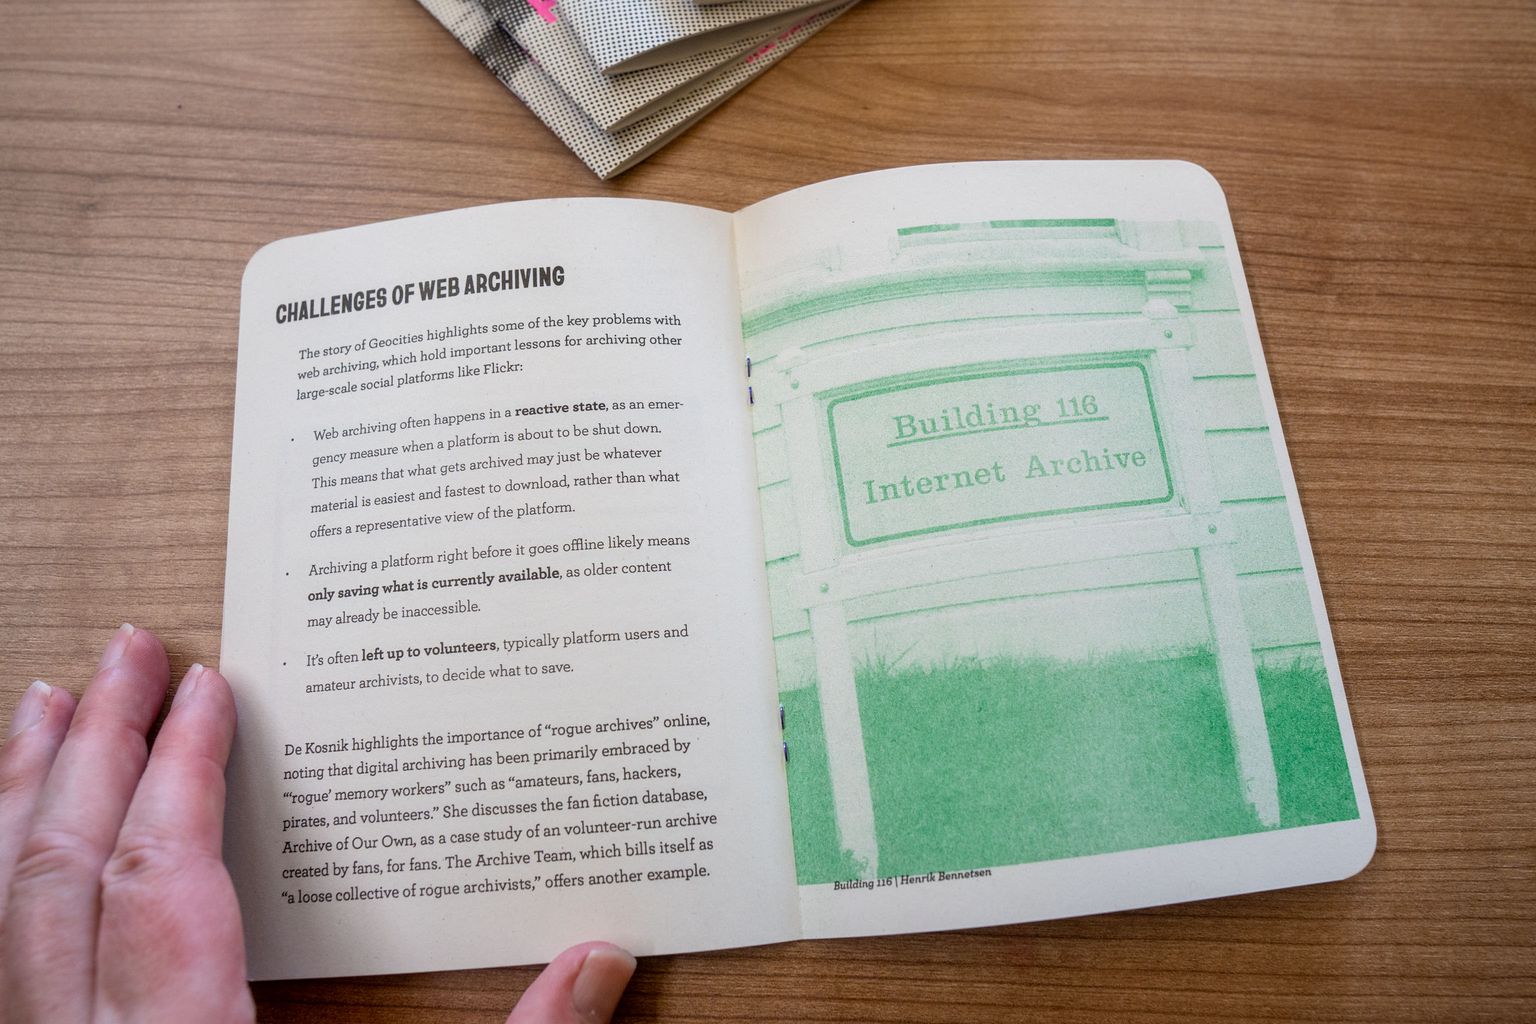 CHALLENGES OF WEB ARCHIVING
The story of Geocities highlights some of the key problems with
web archiving, which hold important lessons for archiving other
large-scale social platforms like Flickr:
· Web archiving often happens in a reactive state, as an emer-
gency measure when a platform is about to be shut down.
This means that what gets archived may just be whatever
material is easiest and fastest to download, rather than what
offers a representative view of the platform.
· Archiving a platform right before it goes offline likely means
only saving what is currently available, as older content
may already be inaccessible.
· It's often left up to volunteers, typically platform users and
amateur archivists, to decide what to save.
De Kosnik highlights the importance of “rogue archives” online,
noting that digital archiving has been primarily embraced by
“‘rogue’ memory workers” such as “amateurs, fans, hackers,
pirates, and volunteers.” She discusses the fan fiction database,
Archive of Our Own, as a case study of an volunteer-run archive
created by fans, for fans. The Archive Team, which bills itself as
“a loose collective of rogue archivists,” offers another example.
Building 116
Internet Archive
Building 116 | Henrik Bennetsen